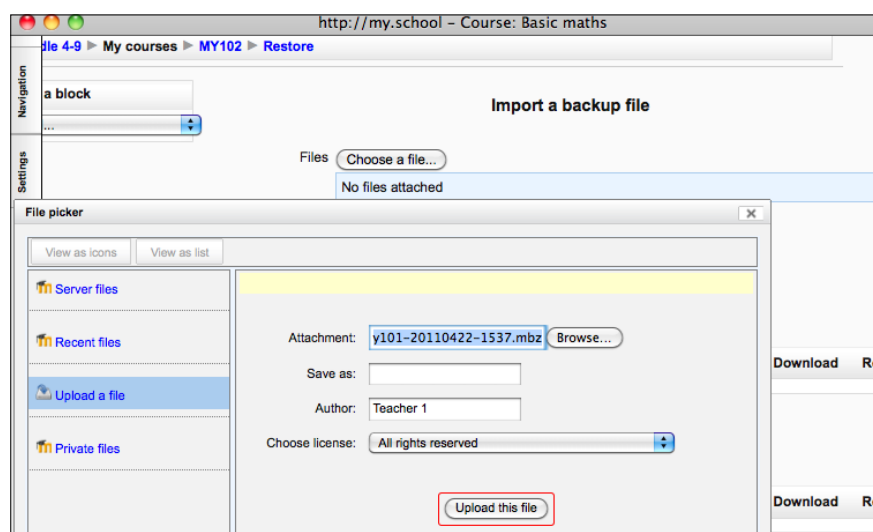 http://my.school – Course: Basic maths
dle 4-9 ► My courses ► MY102 ► Restore
Navigation
a block
...
Import a backup file
Settings
Files Choose a file...
No files attached
File picker
View as icons View as list
Server files
Recent files
Upload a file
Private files
Attachment: y101-20110422-1537.mbz Browse...
Save as:
Author: Teacher 1
Choose license: All rights reserved
Upload this file
Download R
Download R